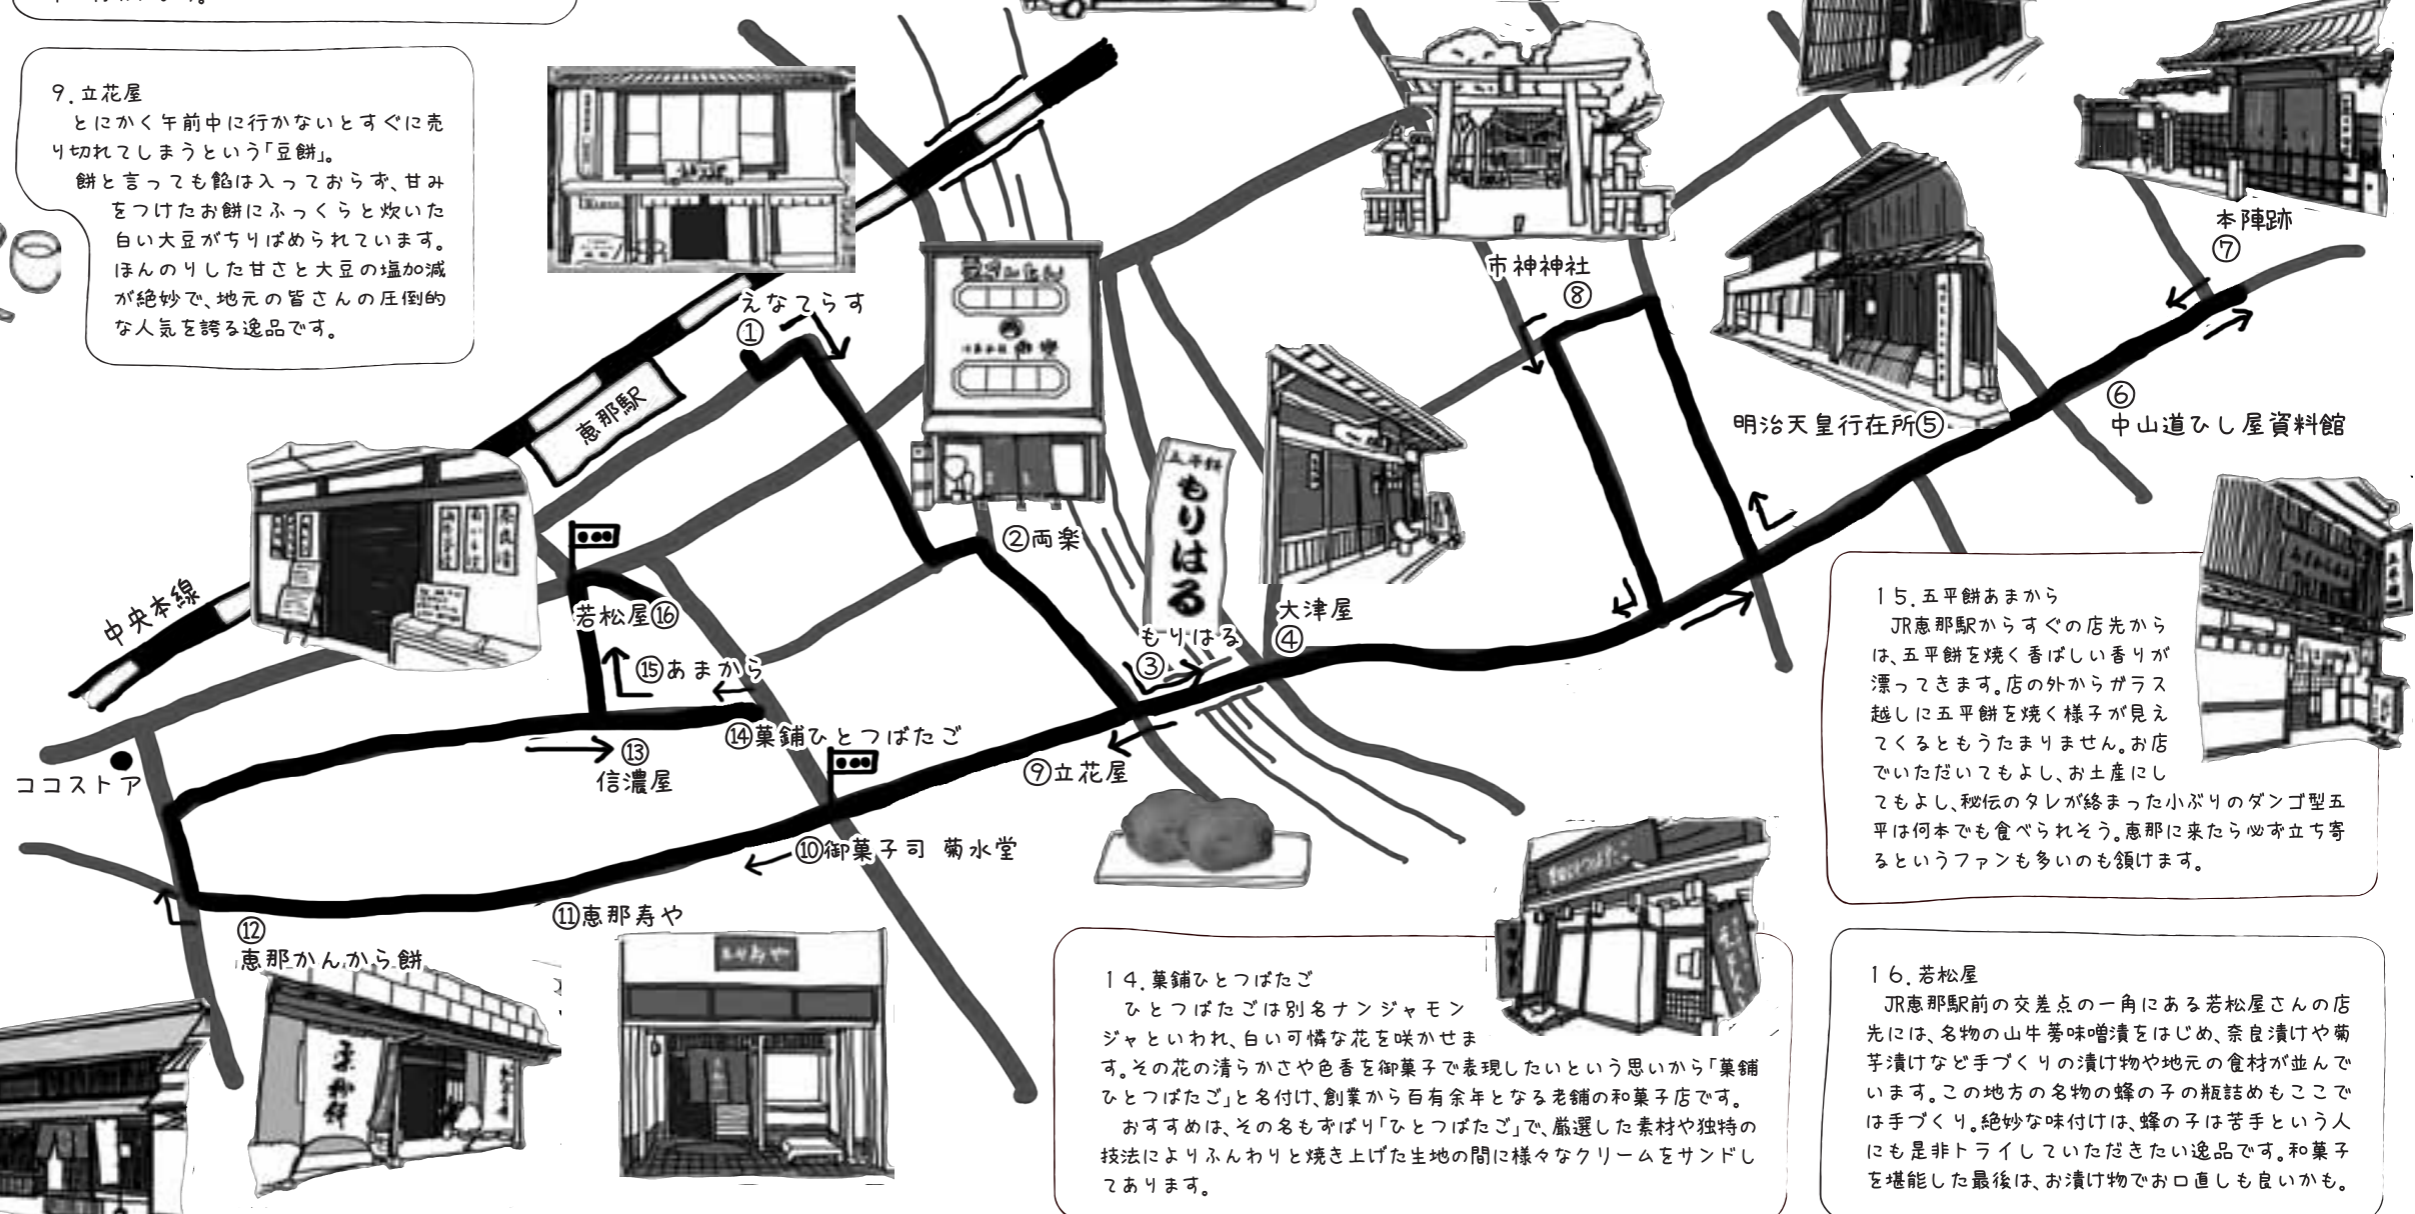 9.立花屋
とにかく午前中に行かないとすぐに売
り切れてしまうという「豆餅」。
餅と言っても餡は入っておらず、甘み
をつけたお餅にふっくらと炊いた
白い大豆がちりばめられています。
ほんのりした甘さと大豆の塩加減
が絶妙で、地元の皆さんの圧倒的
な人気を誇る逸品です。
えなてらす
①
恵那駅
中央本線
栗きんとん
両楽
②両楽
五平餅
もりはる
もりはる
③
大津屋
④
市神神社
⑧
明治天皇行在所⑤
⑥
中山道ひし屋資料館
本陣跡
⑦
若松屋⑯
⑮あまから
⑭菓舗ひとつばたご
⑬
信濃屋
ココストア
⑨立花屋
⑩御菓子司 菊水堂
⑪恵那寿や
⑫
恵那かんから餅
15.五平餅あまから
JR恵那駅からすぐの店先から
は、五平餅を焼く香ばしい香りが
漂ってきます。店の外からガラス
越しに五平餅を焼く様子が見え
てくるともうたまりません。お店
でいただいてもよし、お土産にし
てもよし、秘伝のタレが絡まった小ぶりのダンゴ型五
平は何本でも食べられそう。恵那に来たら必ず立ち寄
るというファンも多いのも頷けます。
14.菓舗ひとつばたご
ひとつばたごは別名ナンジャモン
ジャといわれ、白い可憐な花を咲かせま
す。その花の清らかさや色香を御菓子で表現したいという思いから「菓舗
ひとつばたご」と名付け、創業から百有余年となる老舗の和菓子店です。
おすすめは、その名もずばり「ひとつばたご」で、厳選した素材や独特の
技法によりふんわりと焼き上げた生地の間に様々なクリームをサンドし
てあります。
16.若松屋
JR恵那駅前の交差点の一角にある若松屋さんの店
先には、名物の山牛蒡味噌漬をはじめ、奈良漬けや菊
芋漬けなど手づくりの漬け物や地元の食材が並んで
います。この地方の名物の蜂の子の瓶詰めもここで
は手づくり。絶妙な味付けは、蜂の子は苦手という人
にも是非トライしていただきたい逸品です。和菓子
を堪能した最後は、お漬け物でお口直しも良いかも。